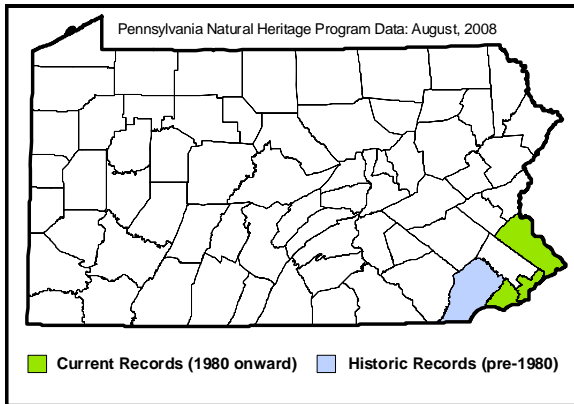 Pennsylvania Natural Heritage Program Data: August, 2008
Current Records (1980 onward) Historic Records (pre-1980)